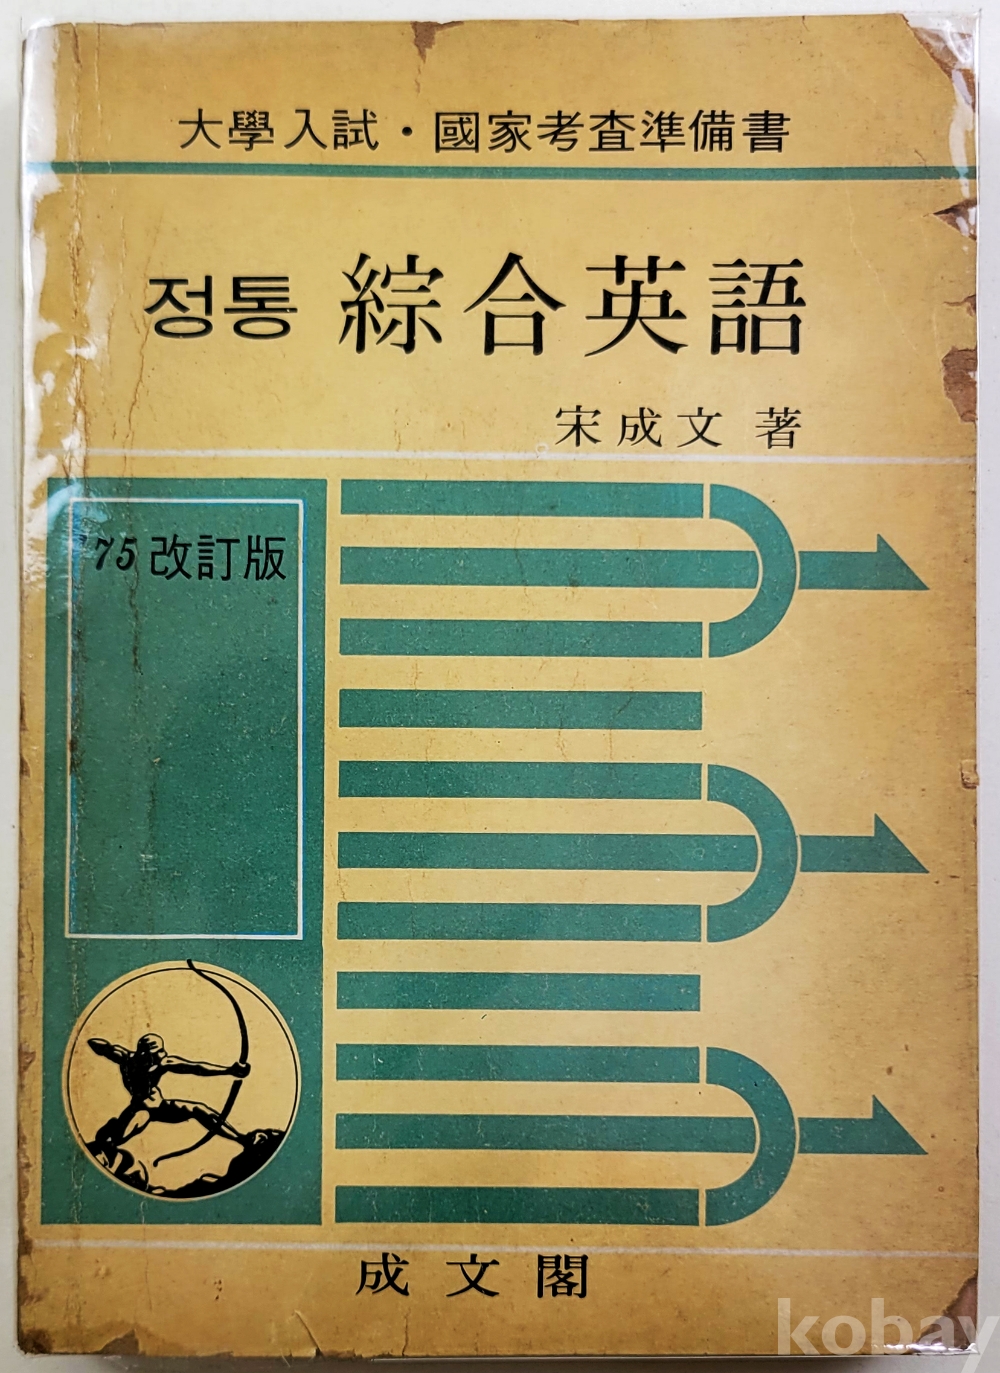 大學入試・國家考査準備書
정통 綜合英語
宋成文 著
'75 改訂版
成文閣
kobay